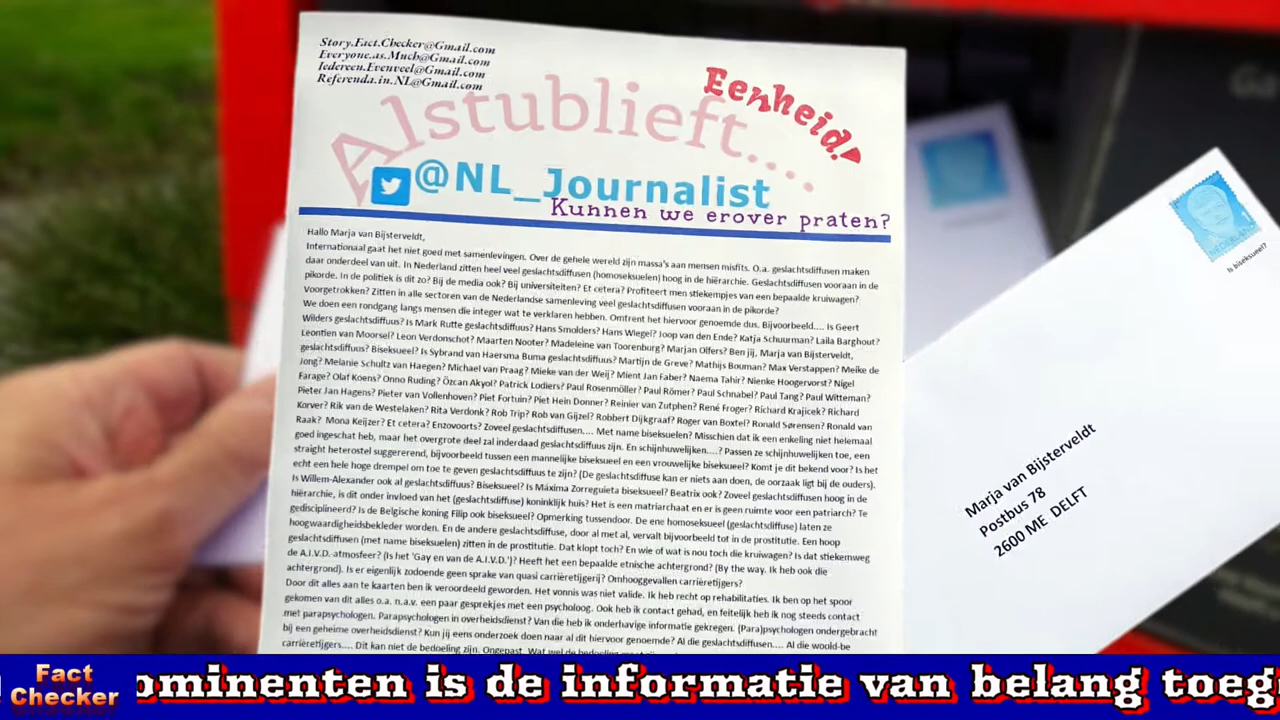 Story.Fact.Checker@Gmail.com
Everyone.as.Much@Gmail.com
Iedereen.Evenveel@Gmail.com
Referenda.in.NL@Gmail.com
Eenheid!
Alstublieft....
@NL_Journalist
Kunnen we erover praten?
Hallo Marja van Bijsterveldt,
Internationaal gaat het niet goed met samenlevingen. Over de gehele wereld zijn massa's aan mensen misfits. O.a. geslachtsdiffusen maken
daar onderdeel van uit. In Nederland zitten heel veel geslachtsdiffusen (homoseksuelen) hoog in de hiërarchie. Geslachtsdiffusen vooraan in de
pikorde. In de politiek is dit zo? Bij de media ook? Bij universiteiten? Et cetera? Profiteert men stiekempjes van een bepaalde kruiwagen?
Voorgetrokken? Zitten in alle sectoren van de Nederlandse samenleving veel geslachtsdiffusen vooraan in de pikorde?
We doen een rondgang langs mensen die integer wat te verklaren hebben. Omtrent het hiervoor genoemde dus. Bijvoorbeeld.... Is Geert
Wilders geslachtsdiffuus? Is Mark Rutte geslachtsdiffuus? Hans Smolders? Hans Wiegel? Joop van den Ende? Katja Schuurman? Laila Barghout?
Leontien van Moorsel? Leon Verdonschot? Maarten Nooter? Madeleine van Toorenburg? Marjan Olfers? Ben jij, Marja van Bijsterveldt,
geslachtsdiffuus? Biseksueel? Is Sybrand van Haersma Buma geslachtsdiffuus? Martijn de Greve? Mathijs Bouman? Max Verstappen? Meike de
Jong? Melanie Schultz van Haegen? Michael van Praag? Mieke van der Weij? Mient Jan Faber? Naema Tahir? Nienke Hoogervorst? Nigel
Farage? Olaf Koens? Onno Ruding? Özcan Akyol? Patrick Lodiers? Paul Rosenmöller? Paul Römer? Paul Schnabel? Paul Tang? Paul Witteman?
Pieter Jan Hagens? Pieter van Vollenhoven? Piet Fortuin? Piet Hein Donner? Reinier van Zutphen? René Froger? Richard Krajicek? Richard
Korver? Rik van de Westelaken? Rita Verdonk? Rob Trip? Rob van Gijzel? Robbert Dijkgraaf? Roger van Boxtel? Ronald Sørensen? Ronald van
Raak? Mona Keijzer? Et cetera? Enzovoorts? Zoveel geslachtsdiffusen.... Met name biseksuelen? Misschien dat ik een enkeling niet helemaal
goed ingeschat heb, maar het overgrote deel zal inderdaad geslachtsdiffuus zijn. En schijnhuwelijken....? Passen ze schijnhuwelijken toe, een
straight heterostel suggererend, bijvoorbeeld tussen een mannelijke biseksueel en een vrouwelijke biseksueel? Komt je dit bekend voor? Is het
echt een hele hoge drempel om toe te geven geslachtsdiffuus te zijn? (De geslachtsdiffuse kan er niets aan doen, de oorzaak ligt bij de ouders).
Is Willem-Alexander ook al geslachtsdiffuus? Biseksueel? Is Máxima Zorreguieta biseksueel? Beatrix ook? Zoveel geslachtsdiffusen hoog in de
hiërarchie, is dit onder invloed van het (geslachtsdiffuse) koninklijk huis? Het is een matriarchaat en er is geen ruimte voor een patriarch? Te
gedisciplineerd? Is de Belgische koning Filip ook biseksueel? Opmerking tussendoor. De ene homoseksueel (geslachtsdiffuse) laten ze
hoogwaardigheidsbekleder worden. En de andere geslachtsdiffuse, door al met al, vervalt bijvoorbeeld tot in de prostitutie. Een hoop
geslachtsdiffusen (met name biseksuelen) zitten in de prostitutie. Dat klopt toch? En wie of wat is nou toch die kruiwagen? Is dat stiekemweg
de A.I.V.D.-atmosfeer? (Is het 'Gay en van de A.I.V.D.')? Heeft het een bepaalde etnische achtergrond? (By the way. Ik heb ook die
achtergrond). Is er eigenlijk zodoende geen sprake van quasi carrièretijgerij? Omhooggevallen carrièretijgers?
Door dit alles aan te kaarten ben ik veroordeeld geworden. Het vonnis was niet valide. Ik heb recht op rehabilitaties. Ik ben op het spoor
gekomen van dit alles o.a. n.a.v. een paar gesprekjes met een psycholoog. Ook heb ik contact gehad, en feitelijk heb ik nog steeds contact
met parapsychologen. Parapsychologen in overheidsdienst? Van die heb ik onderhavige informatie gekregen. (Para)psychologen ondergebracht
bij een geheime overheidsdienst? Kun jij eens onderzoek doen naar al dit hiervoor genoemde? Al die geslachtsdiffusen.... Al die would-be
carrièretijgers.... Dit kan niet de bedoeling zijn. Ongepast. Wat wel de bedoeling
Is biseksueel?
Marja van Bijsterveldt
Postbus 78
2600 ME DELFT
Fact
Checker
ominenten is de informatie van belang toeg